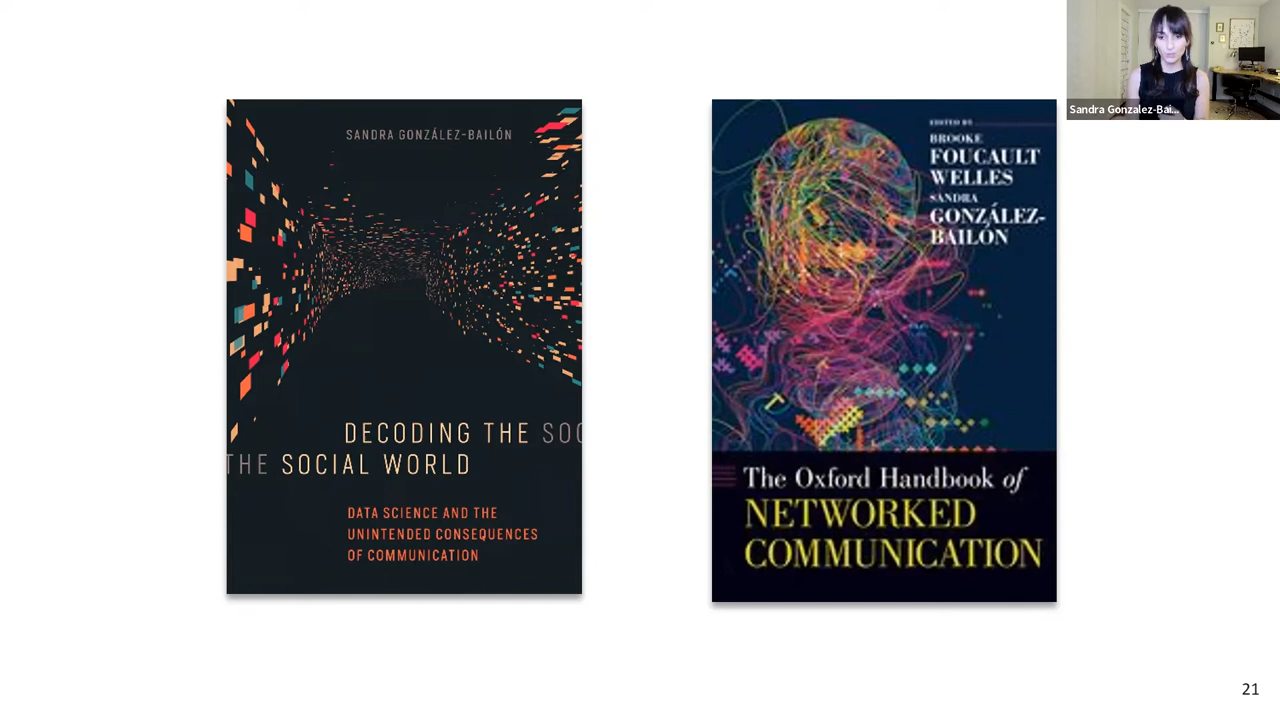 SANDRA GONZÁLEZ-BAILÓN
DECODING THE SOC
THE SOCIAL WORLD
DATA SCIENCE AND THE
UNINTENDED CONSEQUENCES
OF COMMUNICATION
EDITED BY
BROOKE
FOUCAULT
WELLES
SANDRA
GONZÁLEZ-
BAILÓN
The Oxford Handbook of
NETWORKED
COMMUNICATION
Sandra Gonzalez-Bai...
21